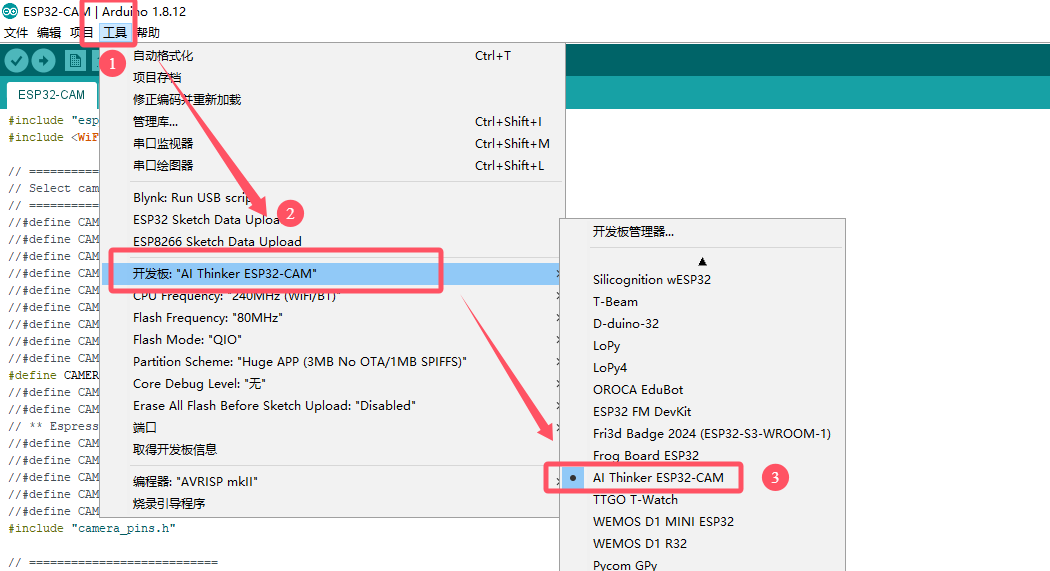 ESP32-CAM | Arduino 1.8.12
文件 编辑 项目 工具 帮助
1
ESP32-CAM
自动格式化 Ctrl+T
项目存档
修正编码并重新加载
管理库... Ctrl+Shift+I
串口监视器 Ctrl+Shift+M
串口绘图器 Ctrl+Shift+L
Blynk: Run USB script
ESP32 Sketch Data Upload
2
ESP8266 Sketch Data Upload
开发板: "AI Thinker ESP32-CAM"
CPU Frequency: "240MHz (WiFi/BT)"
Flash Frequency: "80MHz"
Flash Mode: "QIO"
Partition Scheme: "Huge APP (3MB No OTA/1MB SPIFFS)"
Core Debug Level: "无"
Erase All Flash Before Sketch Upload: "Disabled"
端口
取得开发板信息
编程器: "AVRISP mkII"
烧录引导程序
开发板管理器...
Silicognition wESP32
T-Beam
D-duino-32
LoPy
LoPy4
OROCA EduBot
ESP32 FM DevKit
Fri3d Badge 2024 (ESP32-S3-WROOM-1)
Frog Board ESP32
AI Thinker ESP32-CAM
3
TTGO T-Watch
WEMOS D1 MINI ESP32
WEMOS D1 R32
Pycom GPy
#include "esp
#include <WiF
// ===========
// Select cam
// ===========
//#define CAM
//#define CAM
//#define CAM
//#define CAM
//#define CAM
//#define CAM
//#define CAM
//#define CAM
//#define CAM
#define CAMER
//#define CAM
//#define CAM
// ** Espress
//#define CAM
//#define CAM
//#define CAM
//#define CAM
//#define CAM
#include "camera_pins.h"
// ===========================